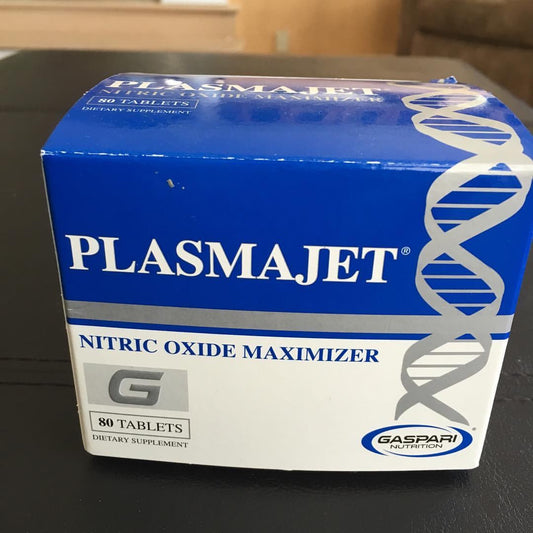 PLASMAJET
NITRIC OXIDE MAXIMIZER
80 TABLETS
DIETARY SUPPLEMENT
PLASMAJET®
NITRIC OXIDE MAXIMIZER
G
80 TABLETS
DIETARY SUPPLEMENT
GASPARI
NUTRITION